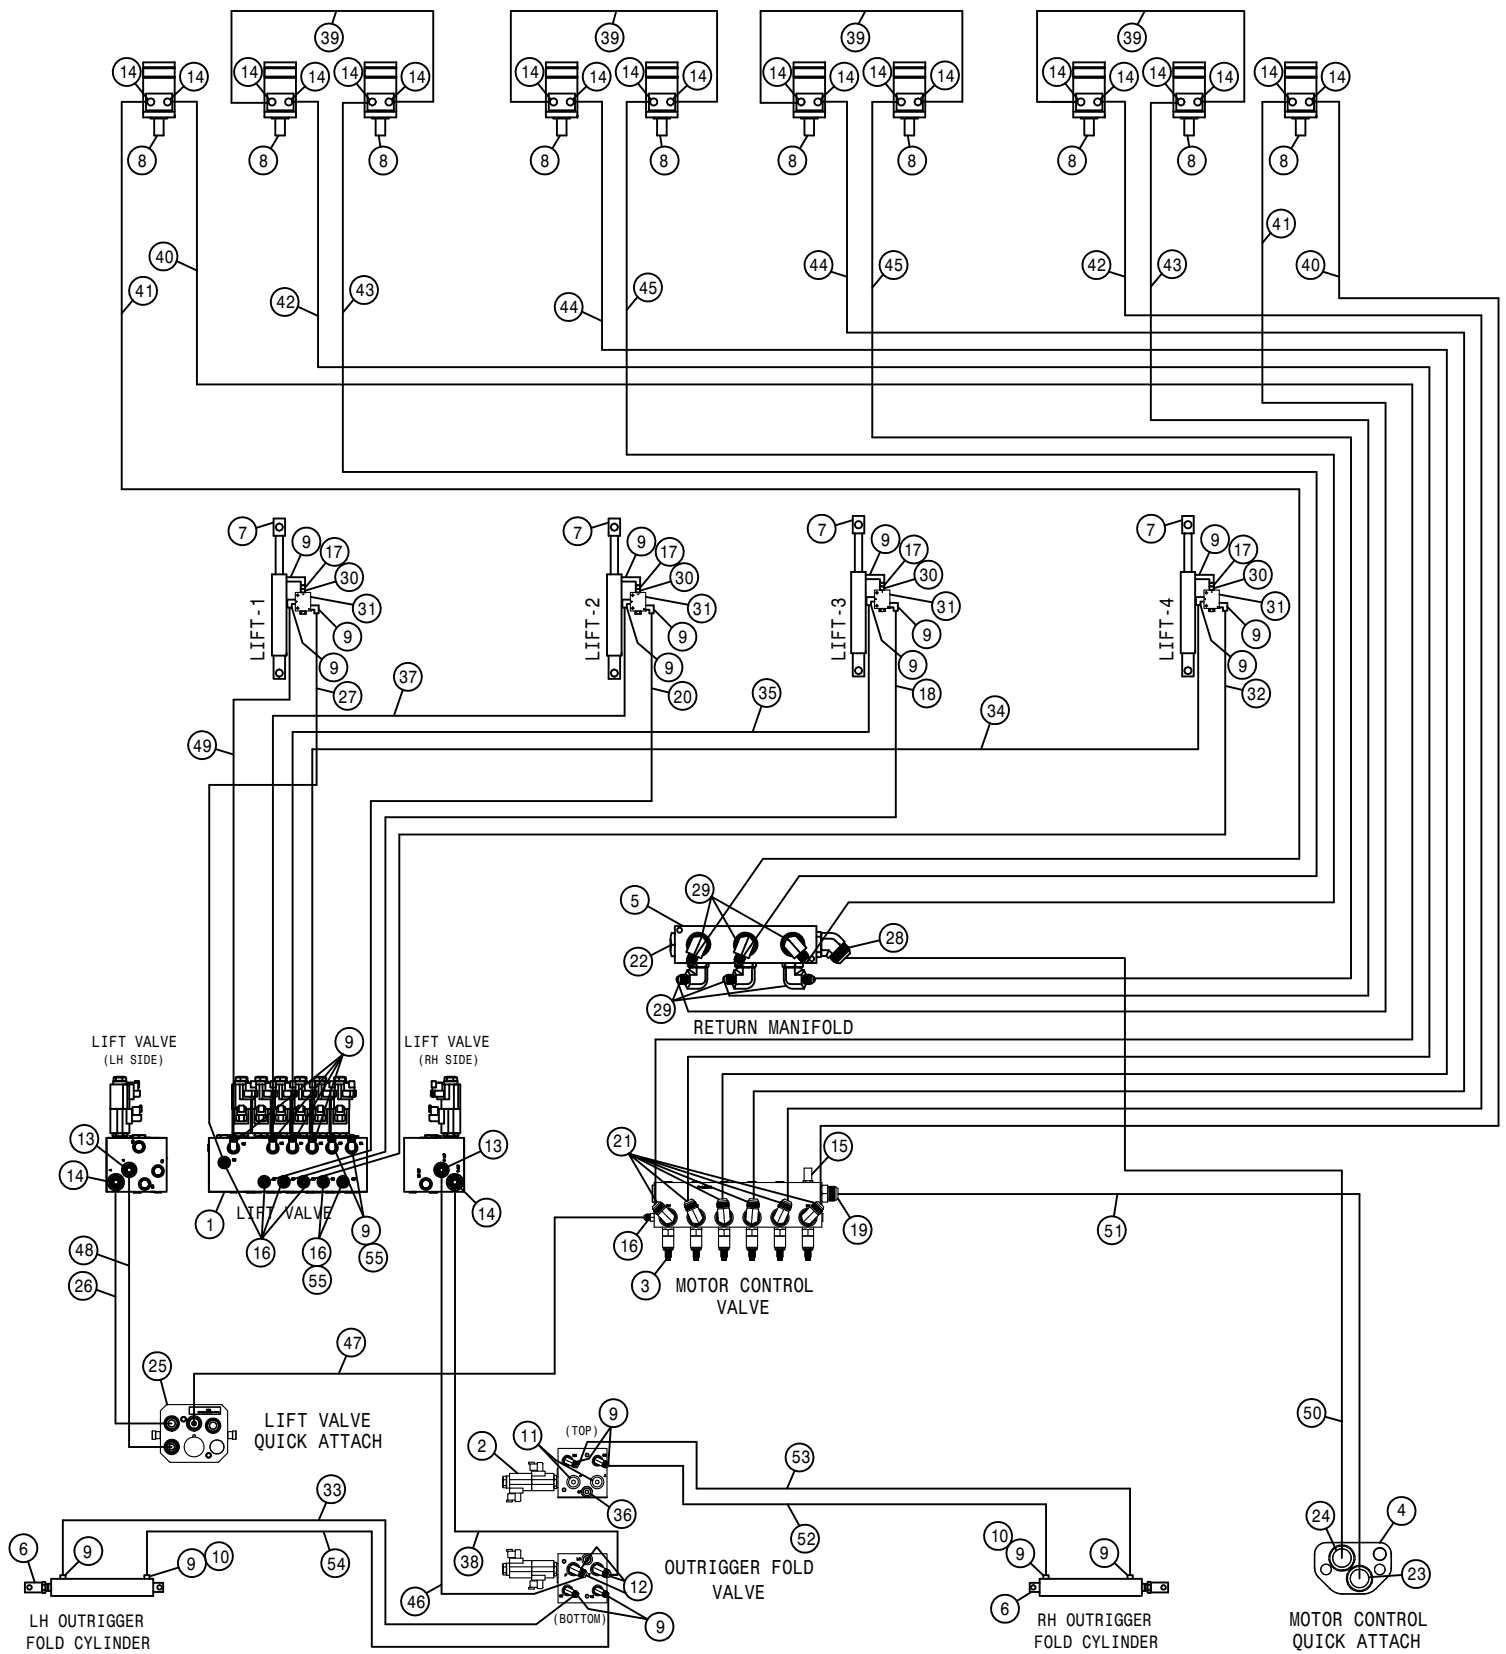 39 39 39 39
14 14 14 14 14 14 14 14 14 14 14 14 14 14 14 14 14 14 14 14
8 8 8 8 8 8 8 8 8 8
41
40 44 45 42 43 40
41 42 43 44 45
7 9 17 30 31 9 9 27
LIFT-1
7 9 17 30 31 9 9 20
LIFT-2
7 9 17 30 31 9 9 18
LIFT-3
7 9 17 30 31 9 9 32
LIFT-4
37 35 34
49
5 29
22 28
29
RETURN MANIFOLD
LIFT VALVE
(LH SIDE)
9
LIFT VALVE
(RH SIDE)
13 14
13 14
1
LIFT VALVE
16 16 9
55 55
21 15
16 19
3
MOTOR CONTROL
VALVE
51
48
26
47
25
LIFT VALVE
QUICK ATTACH
50
(TOP)
9
11
2
36
53
52
33
54
38
46
12
9
(BOTTOM)
OUTRIGGER FOLD
VALVE
6 9 9 10
LH OUTRIGGER
FOLD CYLINDER
10 9 9
6
RH OUTRIGGER
FOLD CYLINDER
24 4
23
MOTOR CONTROL
QUICK ATTACH